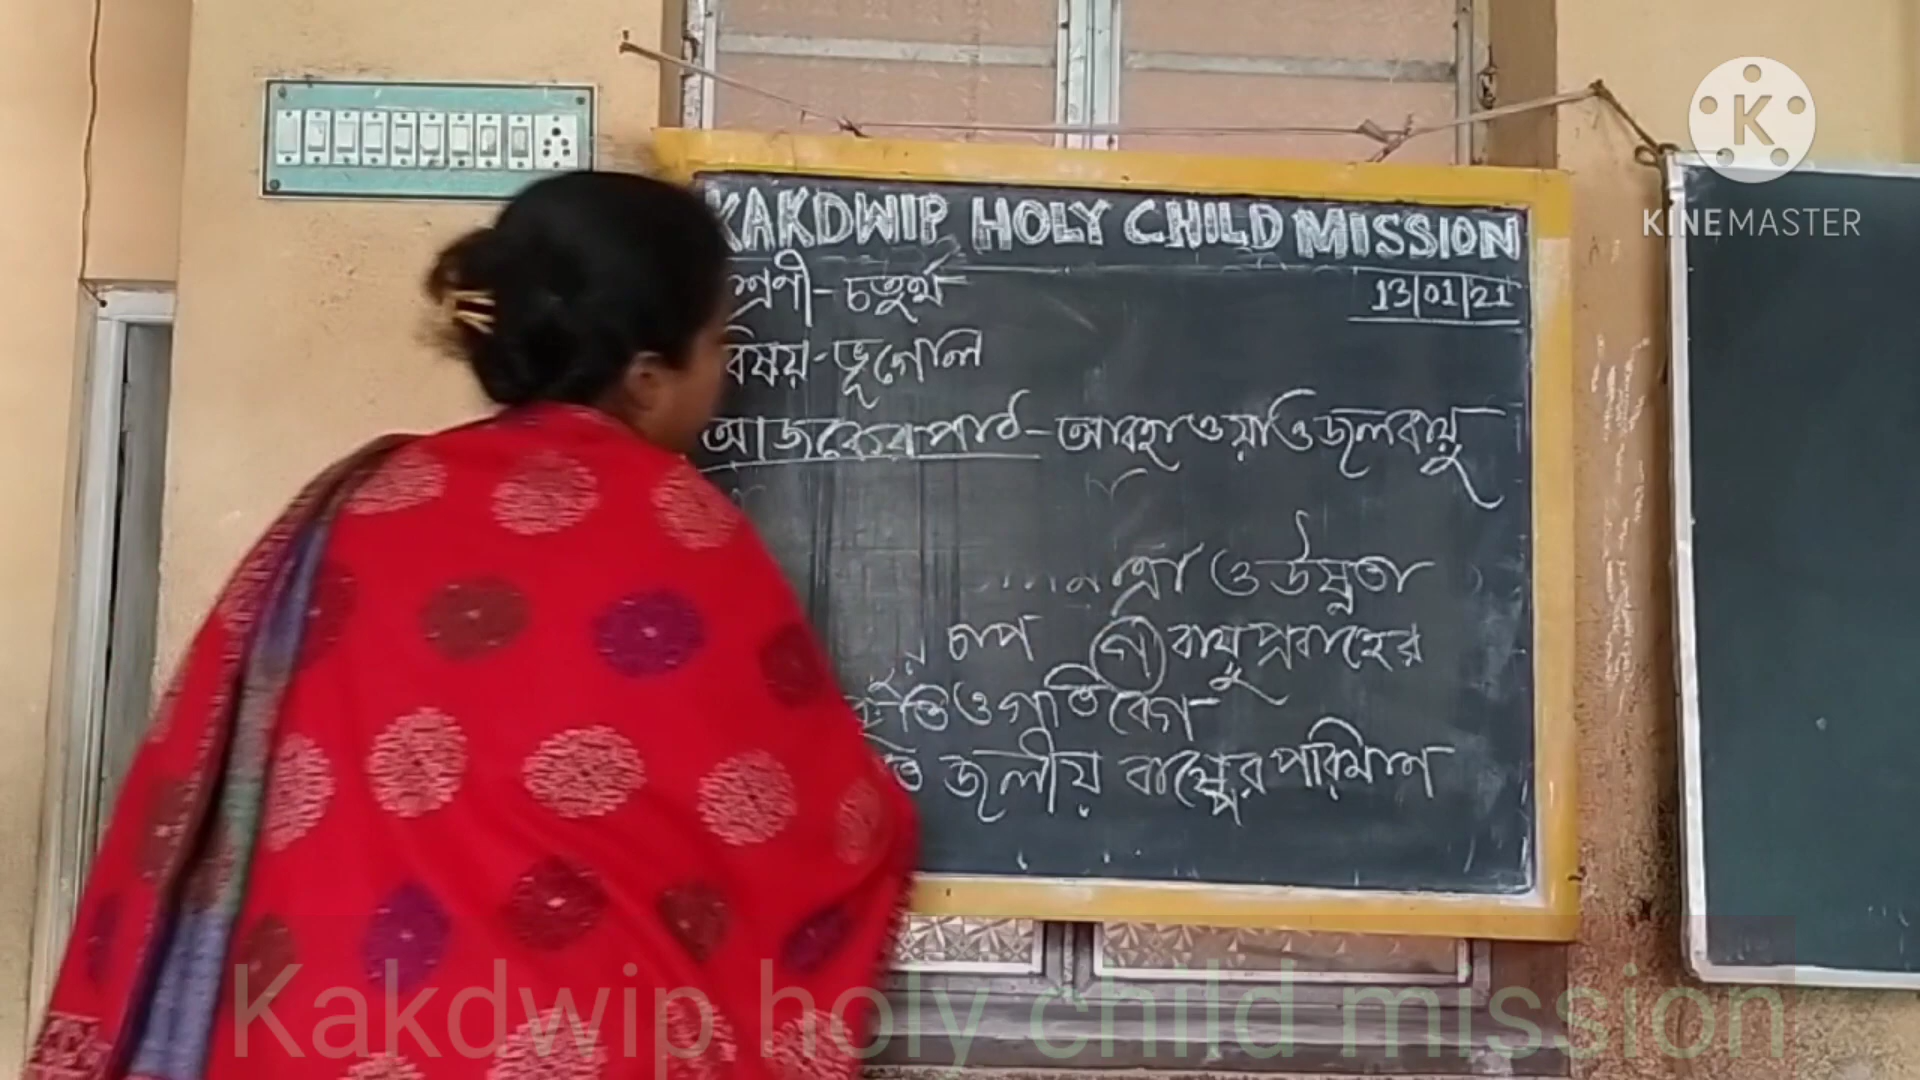 KAKDWIP HOLY CHILD MISSION
শ্রেণী - চতুর্থ
13/01/21
বিষয় - ভূগোল
আজকের পাঠ - আবহাওয়া ও জলবায়ু
ও উষ্ণতা
চাপ (গ) বায়ু প্রবাহের
ও গতিবেগ
জলীয় বাষ্পের পরিমাণ
K
KINEMASTER
Kakdwip holy child mission